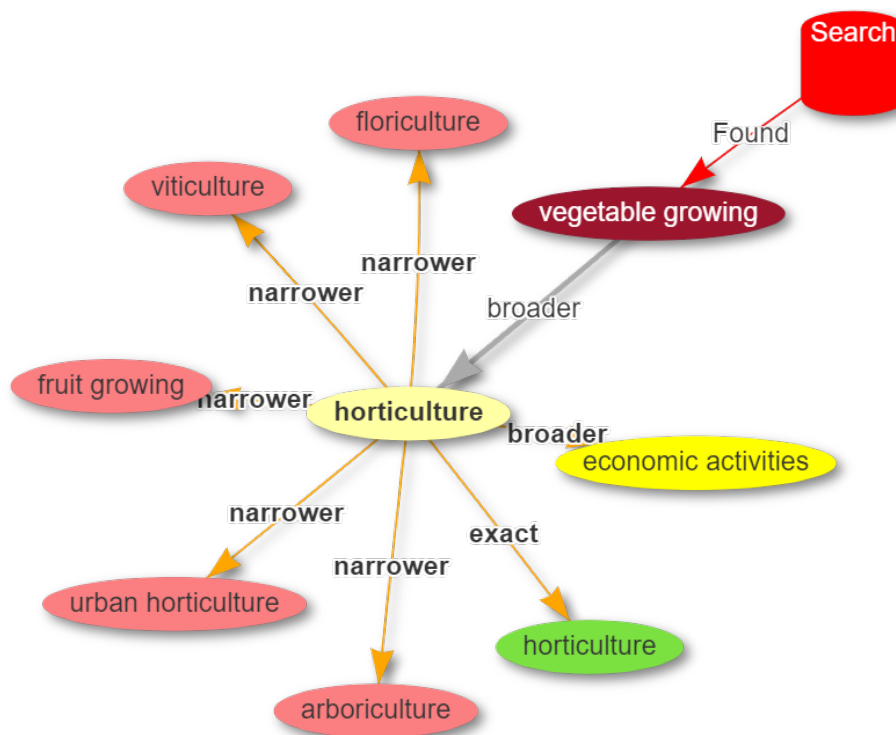 Search
floriculture
Found
viticulture
vegetable growing
narrower
narrower
broader
fruit growing
narrower
horticulture
broader
economic activities
narrower
exact
narrower
urban horticulture
horticulture
arboriculture